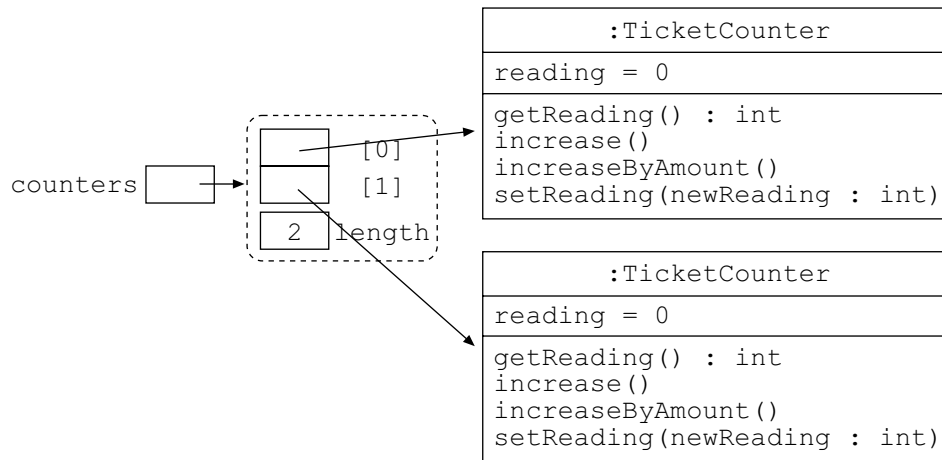 counters
[0]
[1]
2 length
:TicketCounter
reading = 0
getReading() : int
increase()
increaseByAmount()
setReading(newReading : int)
:TicketCounter
reading = 0
getReading() : int
increase()
increaseByAmount()
setReading(newReading : int)